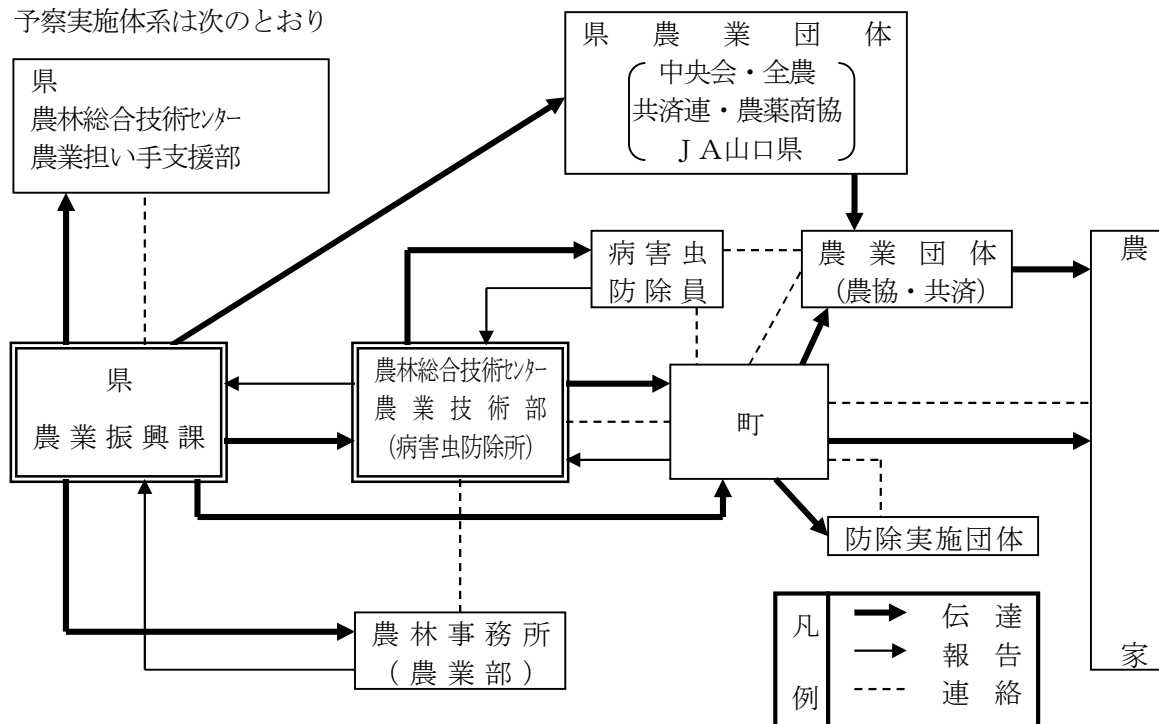 予察実施体系は次のとおり
県
農林総合技術センター
農業担い手支援部
県農業団体
中央会・全農
共済連・農薬商協
ＪＡ山口県
病害虫
防除員
農業団体
(農協・共済)
農家
県
農業振興課
農林総合技術センター
農業技術部
(病害虫防除所)
町
防除実施団体
農林事務所
(農業部)
凡例
伝達
報告
連絡